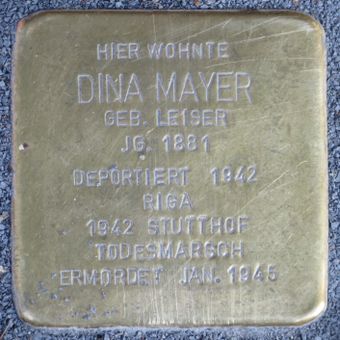 HIER WOHNTE
DINA MAYER
GEB. LEISER
JG. 1881
DEPORTIERT 1942
RIGA
1942 STUTTHOF
TODESMARSCH
ERMORDET JAN. 1945